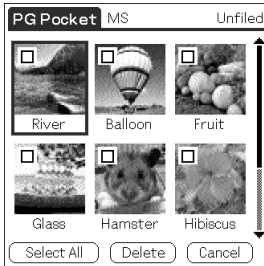 PG Pocket MS Unfiled
River Balloon Fruit
Glass Hamster Hibiscus
Select All Delete Cancel